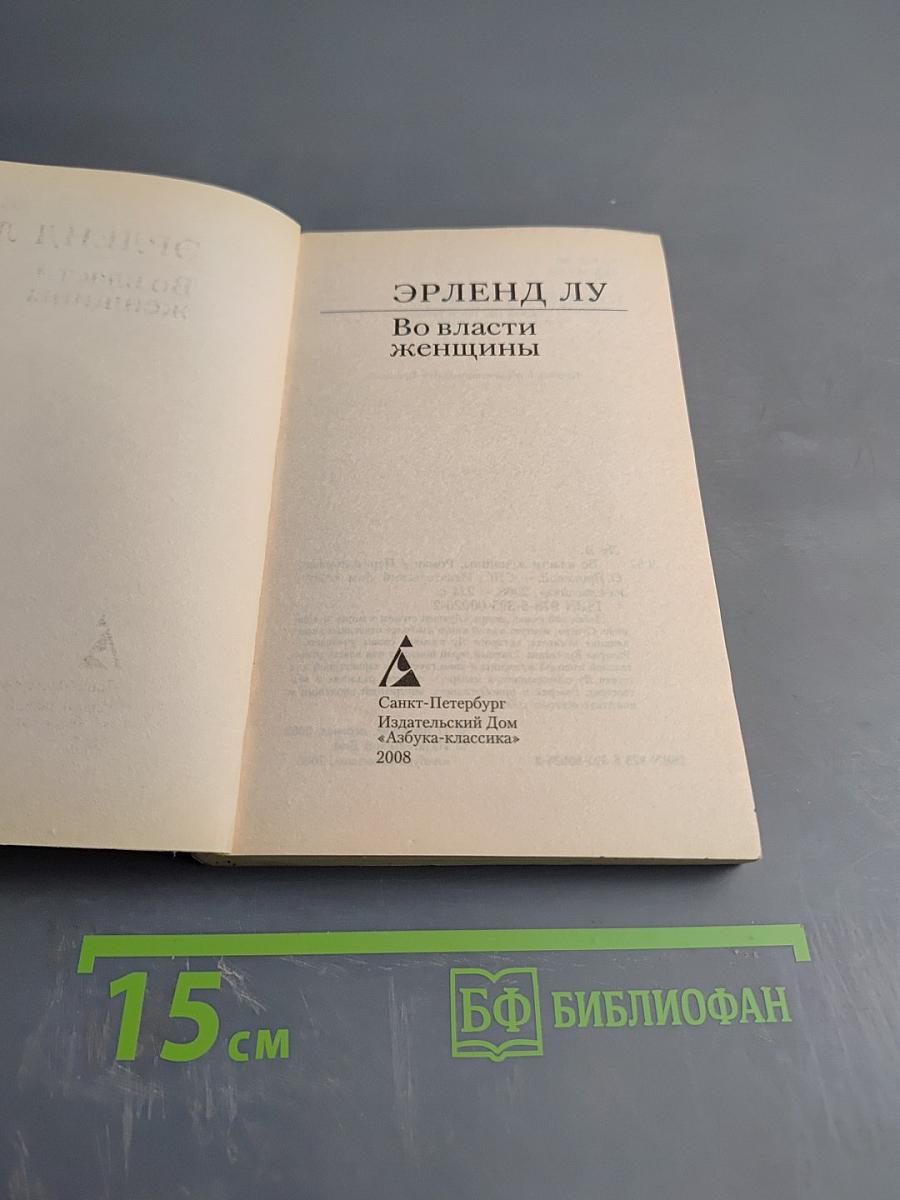 ЭРЛЕНД ЛУ
Во власти
женщины
Санкт-Петербург
Издательский Дом
«Азбука-классика»
2008
15 см
БФ БИБЛИОФАН